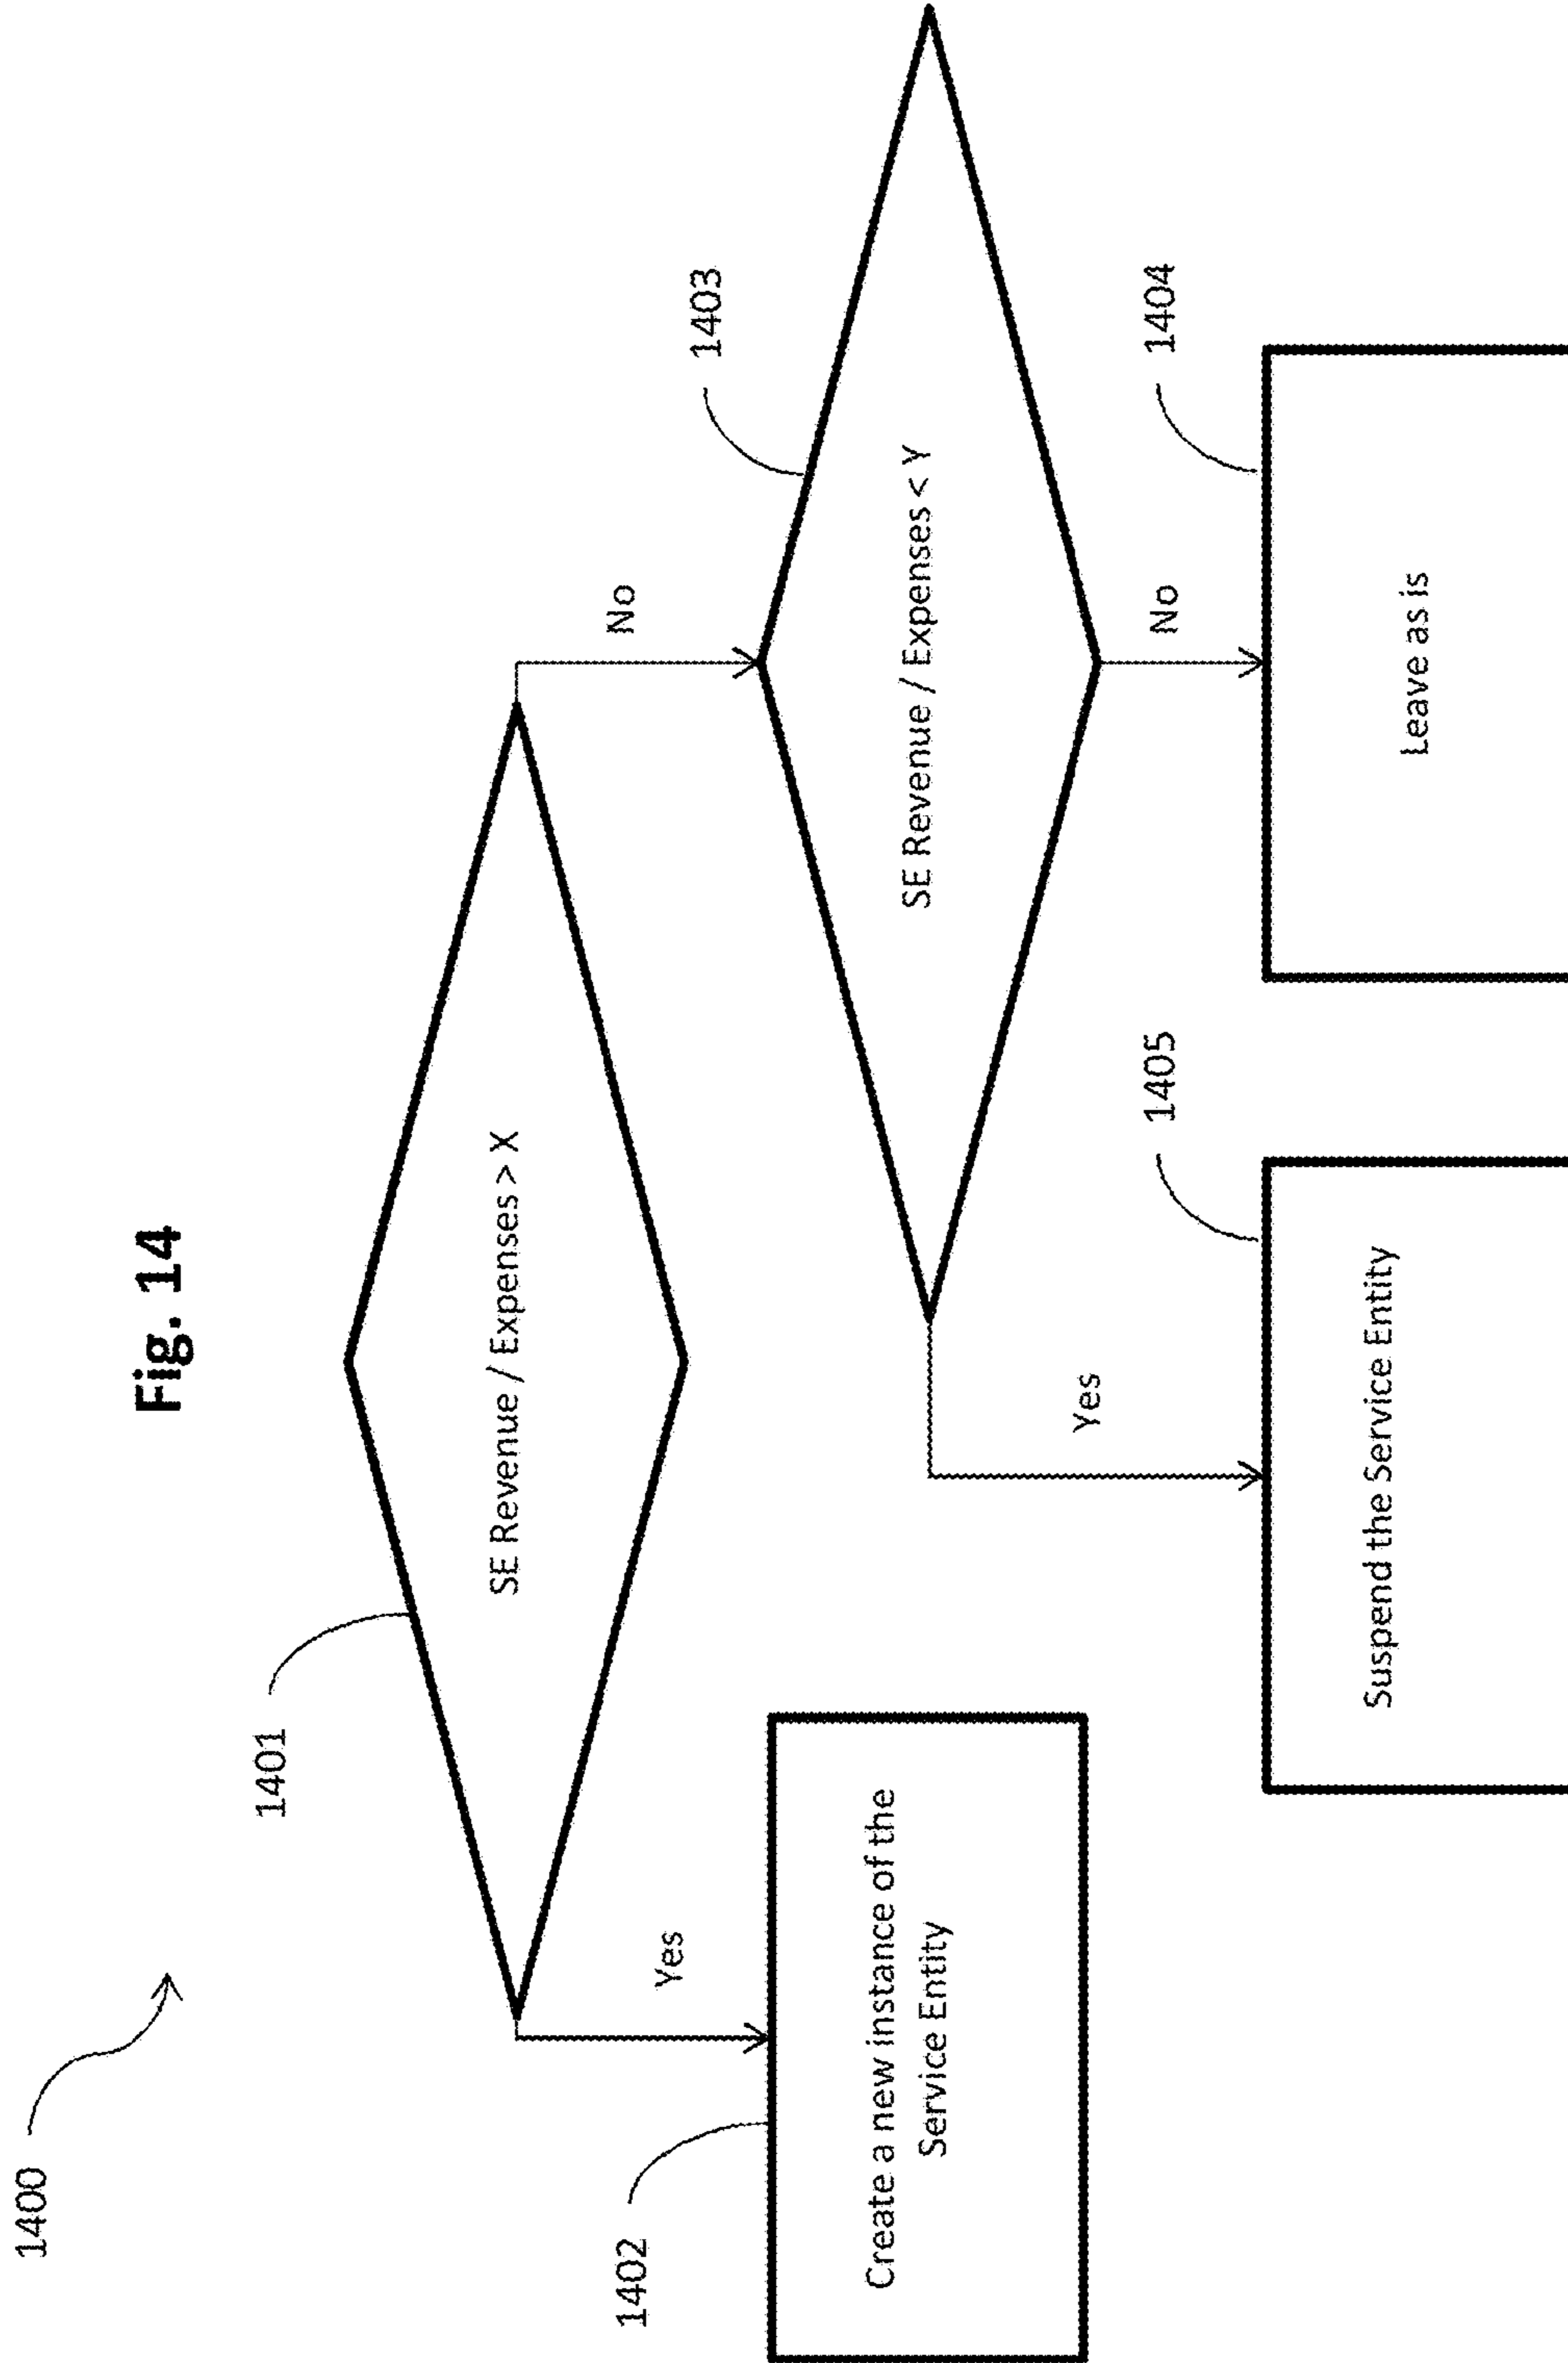 Fig. 14
1400
1401
SE Revenue / Expenses > X
Yes
No
1402
1403
Create a new instance of the
Service Entity
SE Revenue / Expenses < Y
Yes
No
1405
1404
Suspend the Service Entity
Leave as is